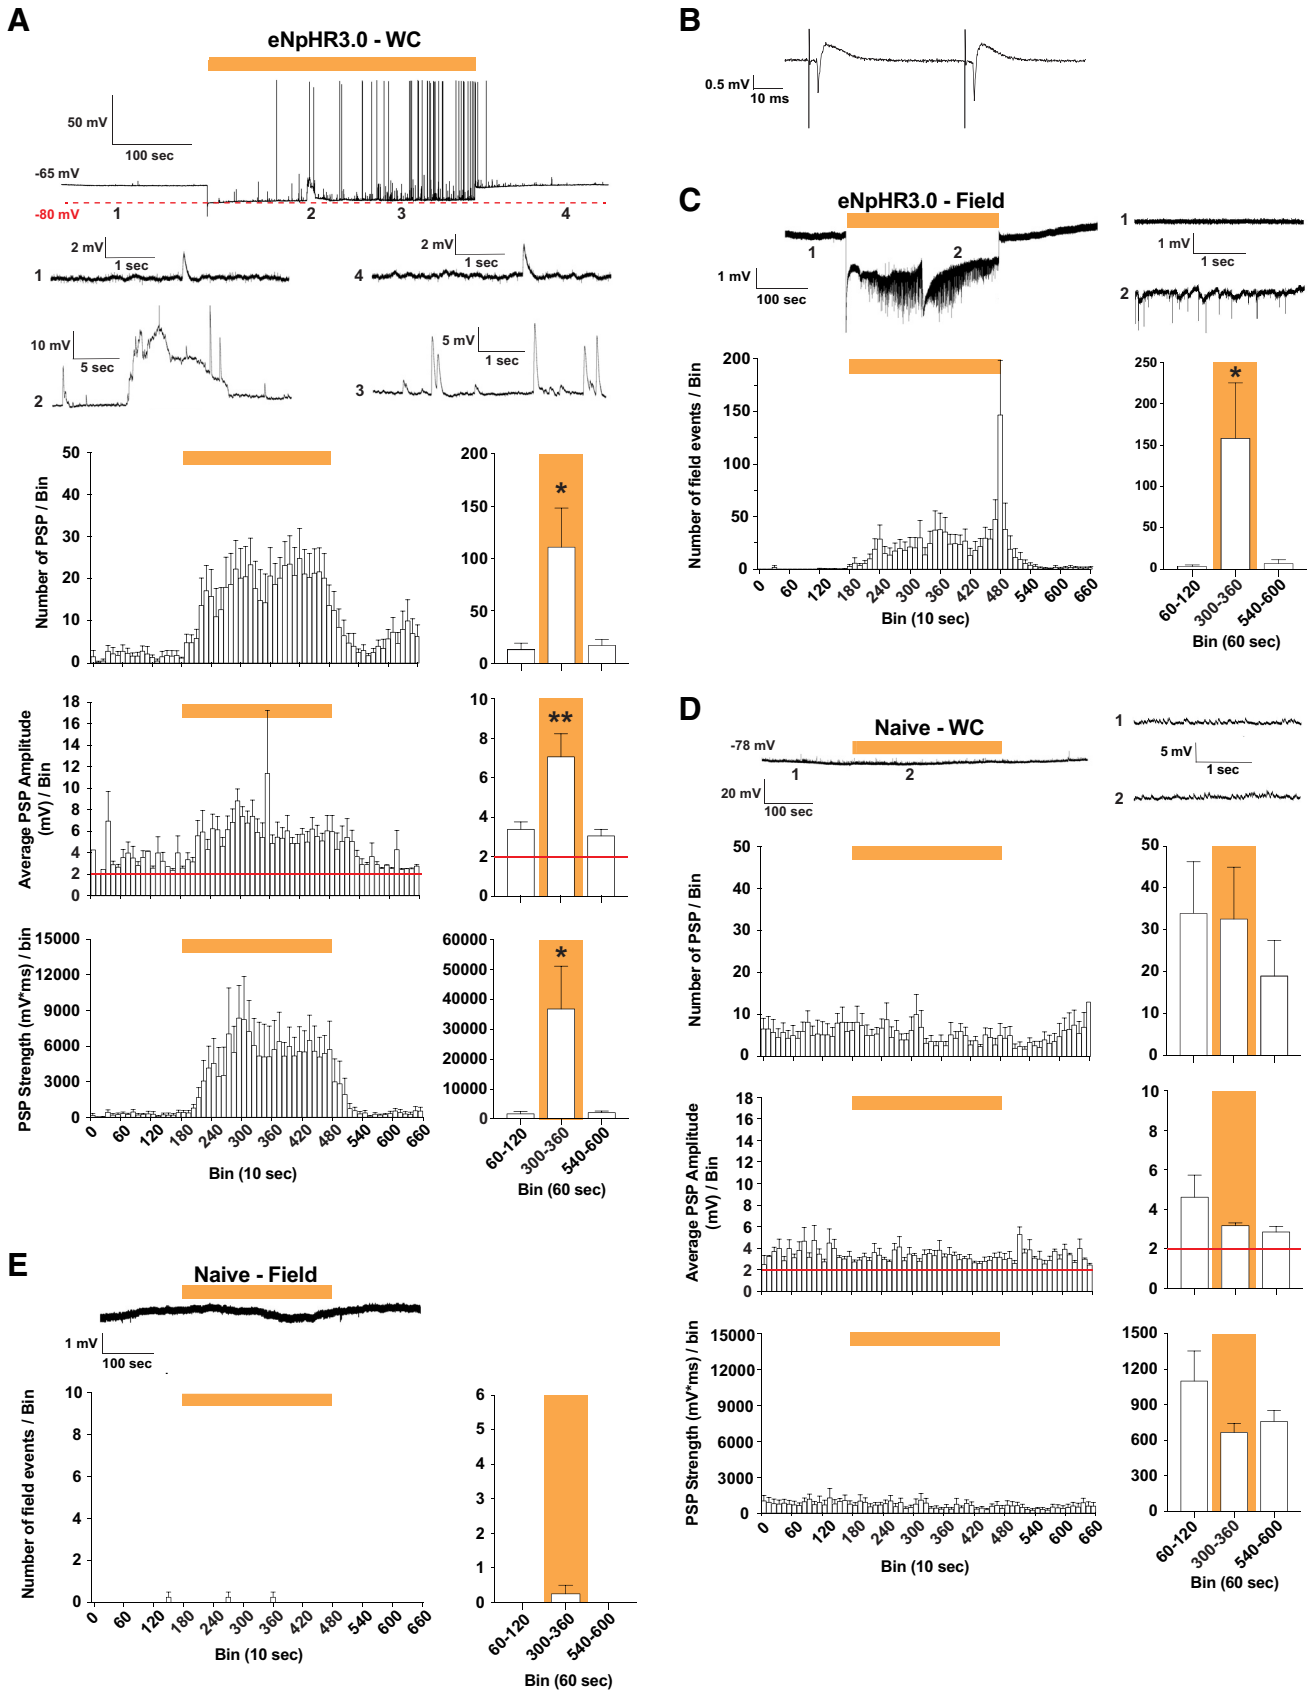 A
eNpHR3.0 - WC
50 mV
100 sec
-65 mV
-80 mV
1
2
3
4
2 mV
1 sec
1
2 mV
1 sec
4
10 mV
5 sec
2
5 mV
1 sec
3
Number of PSP / Bin
50
40
30
20
10
0
200
150
100
50
0
*
Average PSP Amplitude
(mV) / Bin
18
16
14
12
10
8
6
4
2
0
10
8
6
4
2
0
**
PSP Strength (mV*ms) / bin
15000
12000
9000
6000
3000
0
0 60 120 180 240 300 360 420 480 540 600 660
Bin (10 sec)
60000
50000
40000
30000
20000
10000
0
*
60-120 300-360 540-600
Bin (60 sec)
B
0.5 mV
10 ms
C
eNpHR3.0 - Field
1
2
1 mV
100 sec
1
1 mV
1 sec
2
Number of field events / Bin
200
150
100
50
0
0 60 120 180 240 300 360 420 480 540 600 660
Bin (10 sec)
250
200
150
100
50
0
*
60-120 300-360 540-600
Bin (60 sec)
D
Naive - WC
-78 mV
1
2
20 mV
100 sec
1
5 mV
1 sec
2
Number of PSP / Bin
50
40
30
20
10
0
50
40
30
20
10
0
Average PSP Amplitude
(mV) / Bin
18
16
14
12
10
8
6
4
2
0
10
8
6
4
2
0
PSP Strength (mV*ms) / bin
15000
12000
9000
6000
3000
0
0 60 120 180 240 300 360 420 480 540 600 660
Bin (10 sec)
1500
1200
900
600
300
0
60-120 300-360 540-600
Bin (60 sec)
E
Naive - Field
1 mV
100 sec
Number of field events / Bin
10
8
6
4
2
0
0 60 120 180 240 300 360 420 480 540 600 660
Bin (10 sec)
6
5
4
3
2
1
0
60-120 300-360 540-600
Bin (60 sec)